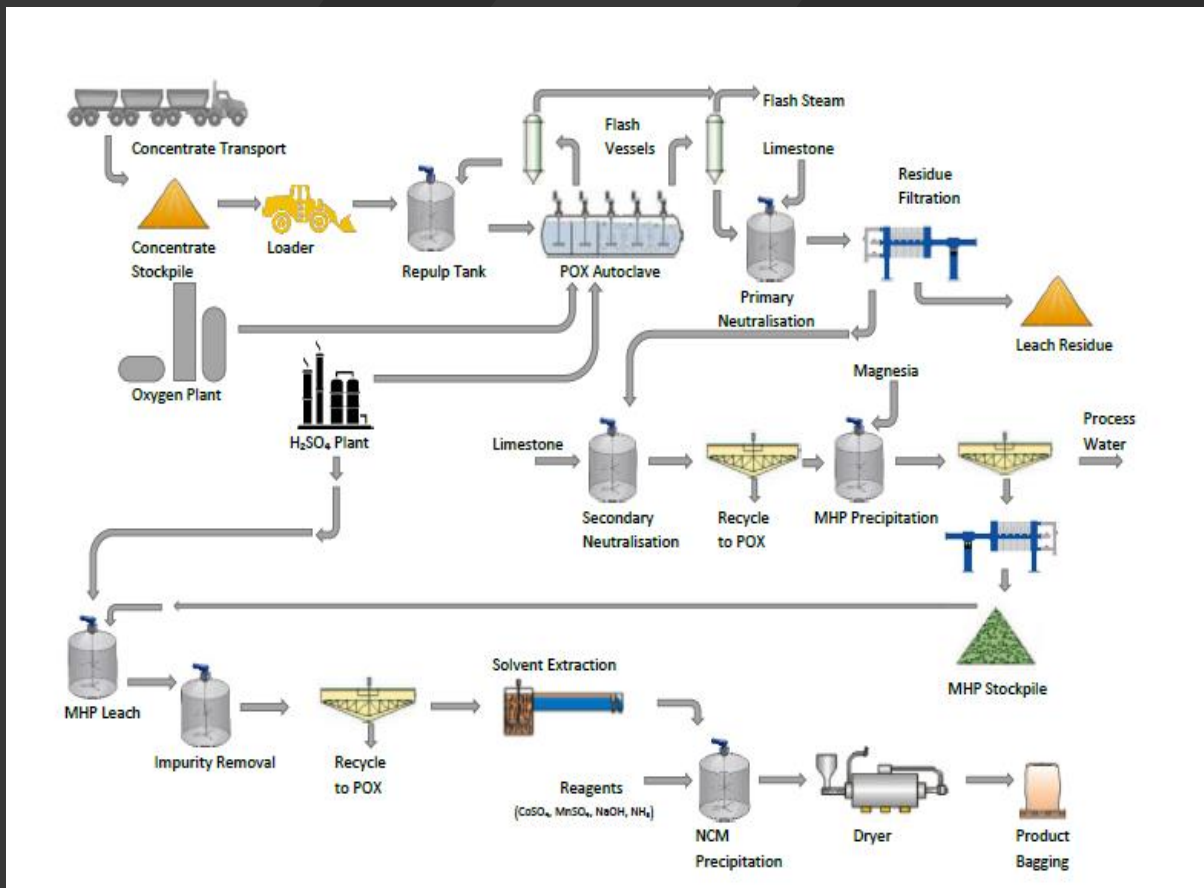 Concentrate Transport
Flash
Vessels
Flash Steam
Limestone
Residue
Filtration
Concentrate
Stockpile
Loader
Repulp Tank
POX Autoclave
Primary
Neutralisation
Leach Residue
Oxygen Plant
H₂SO₄ Plant
Magnesia
Limestone
Process
Water
Secondary
Neutralisation
Recycle
to POX
MHP Precipitation
MHP Stockpile
MHP Leach
Impurity Removal
Recycle
to POX
Solvent Extraction
Reagents
(CoSO₄, MnSO₄, NaOH, NH₃)
NCM
Precipitation
Dryer
Product
Bagging